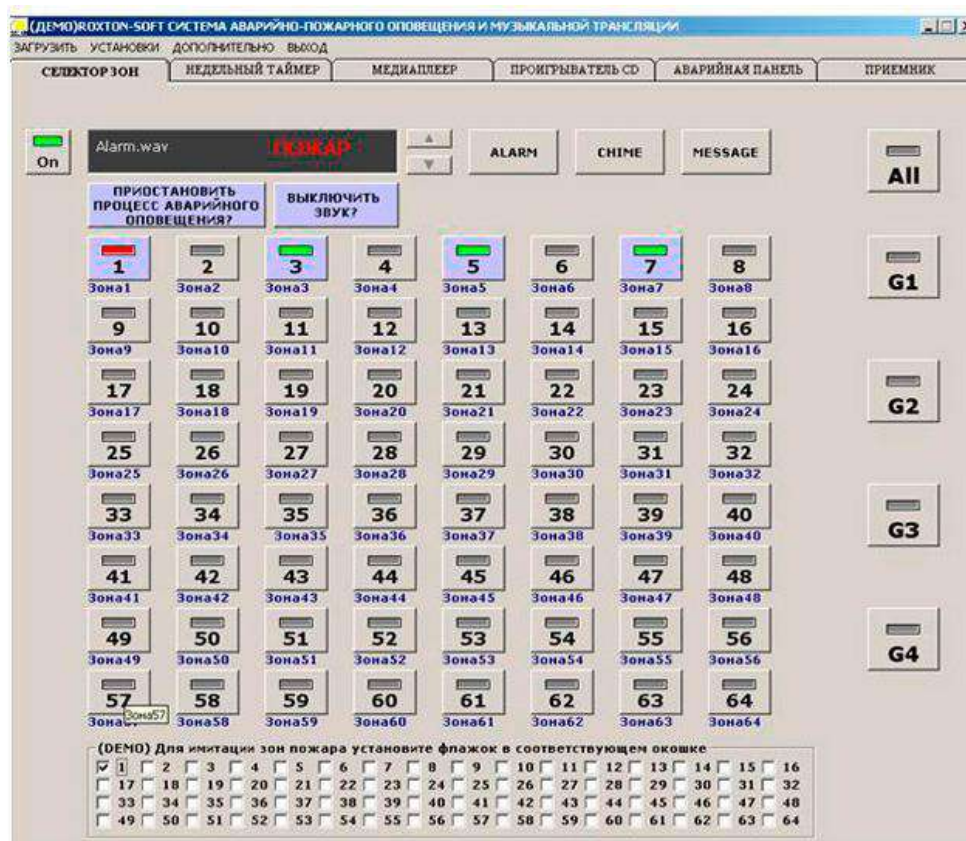 (ДЕМО)ROXTON-SOFT СИСТЕМА АВАРИЙНО-ПОЖАРНОГО ОПОВЕЩЕНИЯ И МУЗЫКАЛЬНОЙ ТРАНСЛЯЦИИ
ЗАГРУЗИТЬ УСТАНОВКИ ДОПОЛНИТЕЛЬНО ВЫХОД
СЕЛЕКТОР ЗОН НЕДЕЛЬНЫЙ ТАЙМЕР МЕДИАПЛЕЕР ПРОИГРЫВАТЕЛЬ CD АВАРИЙНАЯ ПАНЕЛЬ ПРИЕМНИК
On Alarm.wav ПОЖАР ALARM CHIME MESSAGE All
ПРИОСТАНОВИТЬ
ПРОЦЕСС АВАРИЙНОГО
ОПОВЕЩЕНИЯ?
ВЫКЛЮЧИТЬ
ЗВУК?
1 2 3 4 5 6 7 8 G1
Зона1 Зона2 Зона3 Зона4 Зона5 Зона6 Зона7 Зона8
9 10 11 12 13 14 15 16
Зона9 Зона10 Зона11 Зона12 Зона13 Зона14 Зона15 Зона16
17 18 19 20 21 22 23 24 G2
Зона17 Зона18 Зона19 Зона20 Зона21 Зона22 Зона23 Зона24
25 26 27 28 29 30 31 32
Зона25 Зона26 Зона27 Зона28 Зона29 Зона30 Зона31 Зона32
33 34 35 36 37 38 39 40 G3
Зона33 Зона34 Зона35 Зона36 Зона37 Зона38 Зона39 Зона40
41 42 43 44 45 46 47 48
Зона41 Зона42 Зона43 Зона44 Зона45 Зона46 Зона47 Зона48
49 50 51 52 53 54 55 56 G4
Зона49 Зона50 Зона51 Зона52 Зона53 Зона54 Зона55 Зона56
57 58 59 60 61 62 63 64
Зона57
Зона58 Зона59 Зона60 Зона61 Зона62 Зона63 Зона64
(DEMO) Для имитации зон пожара установите флажок в соответствующем окошке
1 2 3 4 5 6 7 8 9 10 11 12 13 14 15 16
17 18 19 20 21 22 23 24 25 26 27 28 29 30 31 32
33 34 35 36 37 38 39 40 41 42 43 44 45 46 47 48
49 50 51 52 53 54 55 56 57 58 59 60 61 62 63 64